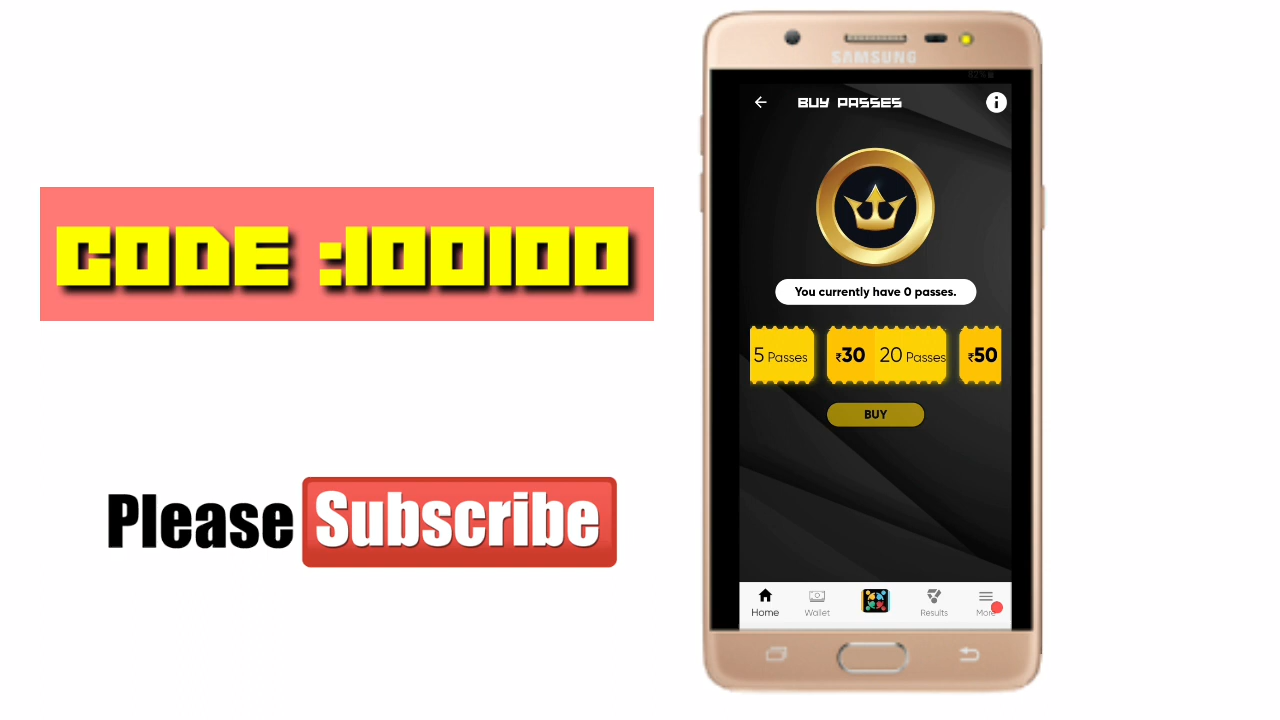 CODE :100100
Please Subscribe
SAMSUNG
62%
BUY PASSES
You currently have 0 passes.
5 Passes ₹30 20 Passes ₹50
BUY
Home Wallet Results More